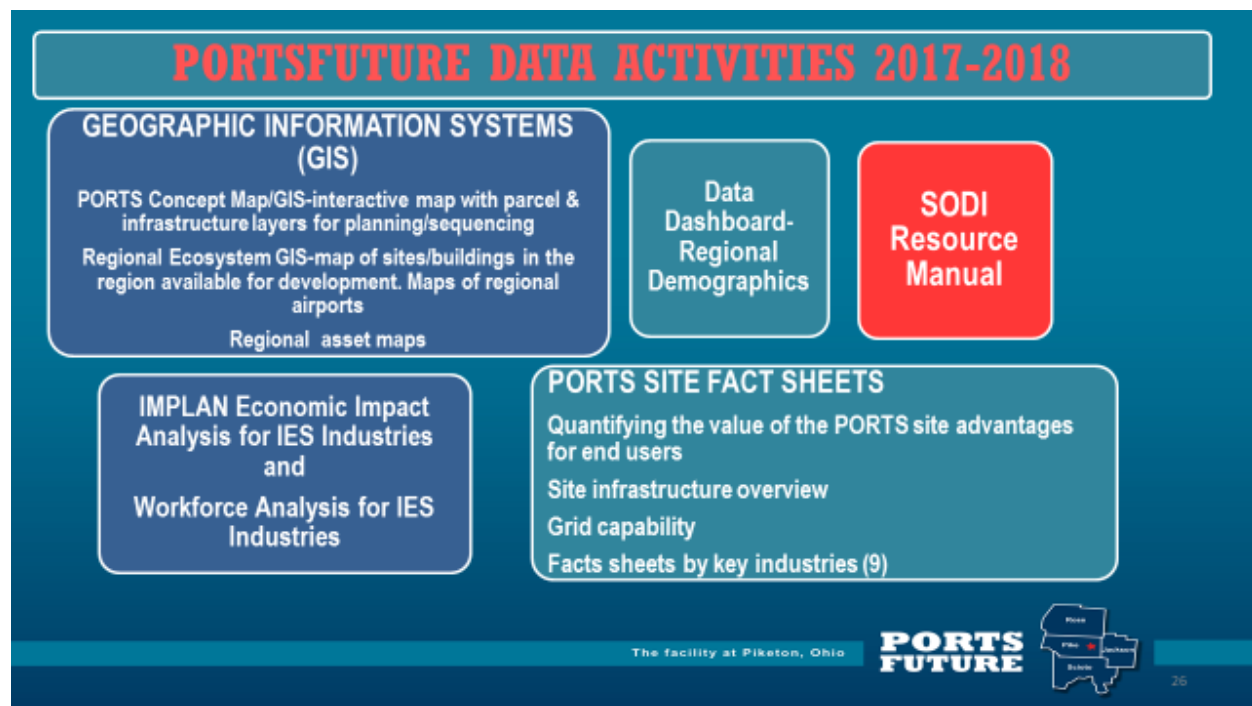 PORTSFUTURE DATA ACTIVITIES 2017-2018
GEOGRAPHIC INFORMATION SYSTEMS
(GIS)
PORTS Concept Map/GIS-interactive map with parcel &
infrastructure layers for planning/sequencing
Regional Ecosystem GIS-map of sites/buildings in the
region available for development. Maps of regional
airports
Regional asset maps
Data
Dashboard-
Regional
Demographics
SODI
Resource
Manual
IMPLAN Economic Impact
Analysis for IES Industries
and
Workforce Analysis for IES
Industries
PORTS SITE FACT SHEETS
Quantifying the value of the PORTS site advantages
for end users
Site infrastructure overview
Grid capability
Facts sheets by key industries (9)
The facility at Piketon, Ohio
PORTS
FUTURE
Ross
Pike
Jackson
Scioto
26